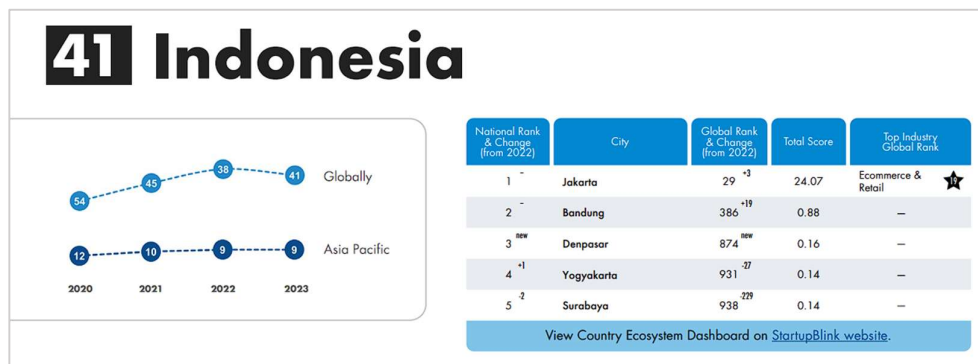 41 Indonesia
54
45
38
41
Globally
12
10
9
9
Asia Pacific
2020 2021 2022 2023
National Rank & Change (from 2022) City Global Rank & Change (from 2022) Total Score Top Industry Global Rank
1 - Jakarta 29 +3 24.07 Ecommerce & Retail 19
2 - Bandung 386 +19 0.88 –
3 new Denpasar 874 new 0.16 –
4 +1 Yogyakarta 931 -27 0.14 –
5 -2 Surabaya 938 -229 0.14 –
View Country Ecosystem Dashboard on StartupBlink website.